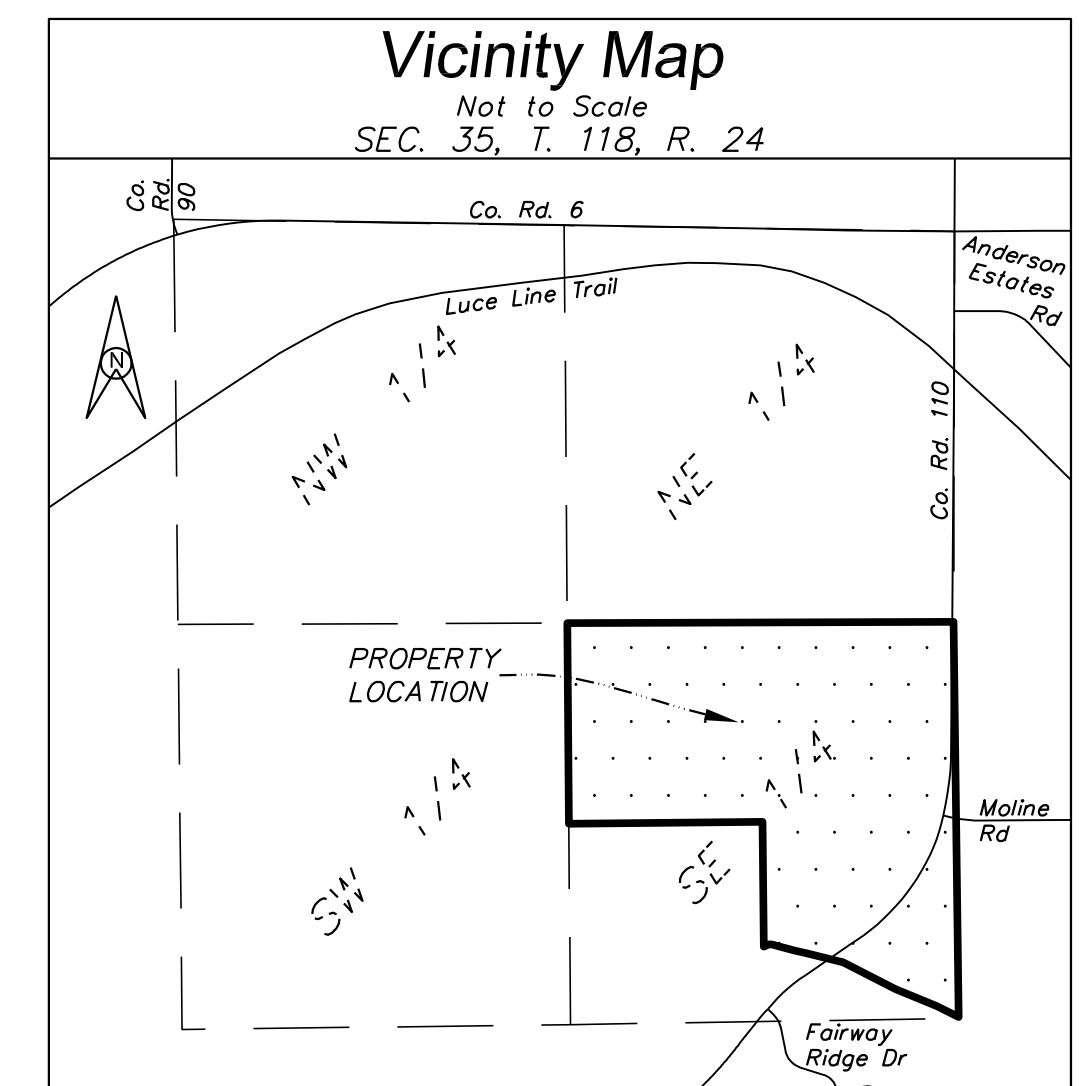 Vicinity Map
Not to Scale
SEC. 35, T. 118, R. 24
Co.
Rd.
90
Co. Rd. 6
Anderson
Estates
Rd
Luce Line Trail
N
NW 1/4
NE 1/4
Co. Rd. 110
PROPERTY
LOCATION
SW 1/4
SE 1/4
Moline
Rd
Fairway
Ridge Dr